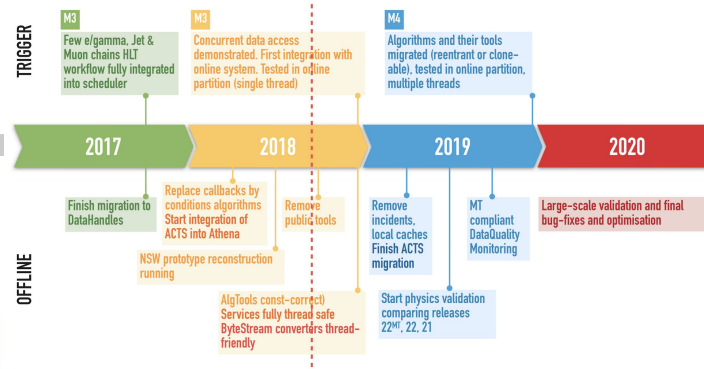 TRIGGER
M3
Few e/gamma, Jet &
Muon chains HLT
workflow fully integrated
into scheduler
M3
Concurrent data access
demonstrated. First integration with
online system. Tested in online
partition (single thread)
M4
Algorithms and their tools
migrated (reentrant or clone-
able), tested in online partition,
multiple threads
2017
2018
2019
2020
OFFLINE
Finish migration to
DataHandles
Replace callbacks by
conditions algorithms
Start integration of
ACTS into Athena
Remove
public tools
NSW prototype reconstruction
running
AlgTools const-correct)
Services fully thread safe
ByteStream converters thread-
friendly
Remove
incidents,
local caches
Finish ACTS
migration
MT
compliant
DataQuality
Monitoring
Start physics validation
comparing releases
22ᴹᵀ, 22, 21
Large-scale validation and final
bug-fixes and optimisation